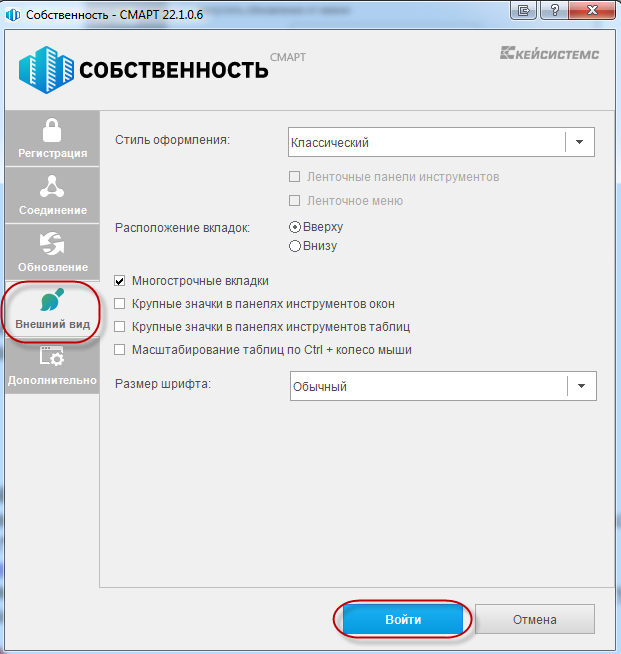 Собственность - СМАРТ 22.1.0.6
СОБСТВЕННОСТЬ СМАРТ
КЕЙСИСТЕМС
Регистрация
Соединение
Обновление
Внешний вид
Дополнительно
Стиль оформления: Классический
Ленточные панели инструментов
Ленточное меню
Расположение вкладок: Вверху
Внизу
Многострочные вкладки
Крупные значки в панелях инструментов окон
Крупные значки в панелях инструментов таблиц
Масштабирование таблиц по Ctrl + колесо мыши
Размер шрифта: Обычный
Войти Отмена